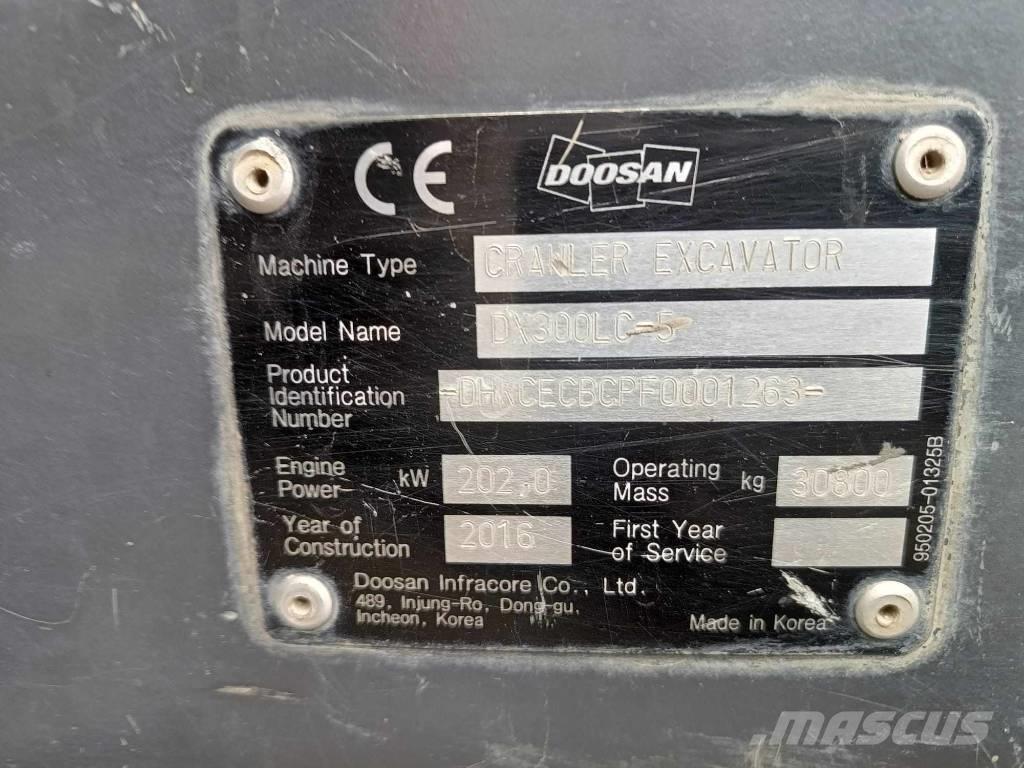 CE DOOSAN
Machine Type CRAWLER EXCAVATOR
Model Name DX300LC-5
Product
Identification
Number -DHKCECBCPF0001263-
Engine
Power kW 202.0 Operating
Mass kg 30800
Year of
Construction 2016 First Year
of Service
Doosan Infracore Co., Ltd.
489, Injung-Ro, Dong-gu,
Incheon, Korea
Made in Korea
950205-01325B
MASCUS